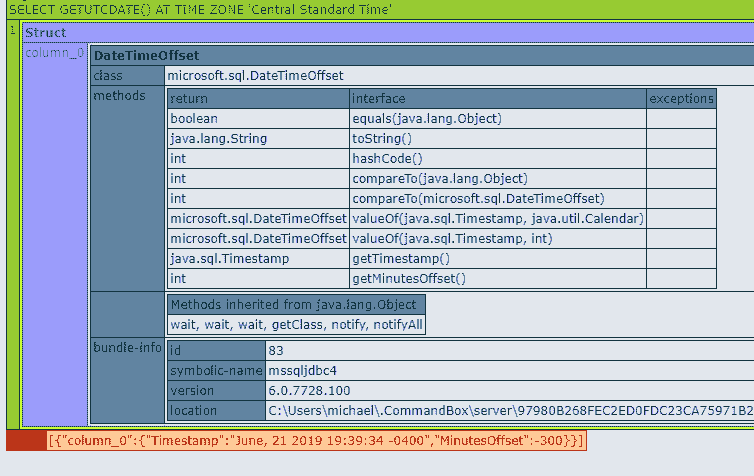 SELECT GETUTCDATE() AT TIME ZONE 'Central Standard Time'
1 Struct
column_0 DateTimeOffset
class microsoft.sql.DateTimeOffset
methods return interface exceptions
boolean equals(java.lang.Object)
java.lang.String toString()
int hashCode()
int compareTo(java.lang.Object)
int compareTo(microsoft.sql.DateTimeOffset)
microsoft.sql.DateTimeOffset valueOf(java.sql.Timestamp, java.util.Calendar)
microsoft.sql.DateTimeOffset valueOf(java.sql.Timestamp, int)
java.sql.Timestamp getTimestamp()
int getMinutesOffset()
Methods inherited from java.lang.Object
wait, wait, wait, getClass, notify, notifyAll
bundle-info id 83
symbolic-name mssqljdbc4
version 6.0.7728.100
location C:\Users\michael\.CommandBox\server\97980B268FEC2ED0FDC23CA75971B2
[{"column_0":{"Timestamp":"June, 21 2019 19:39:34 -0400","MinutesOffset":-300}}]